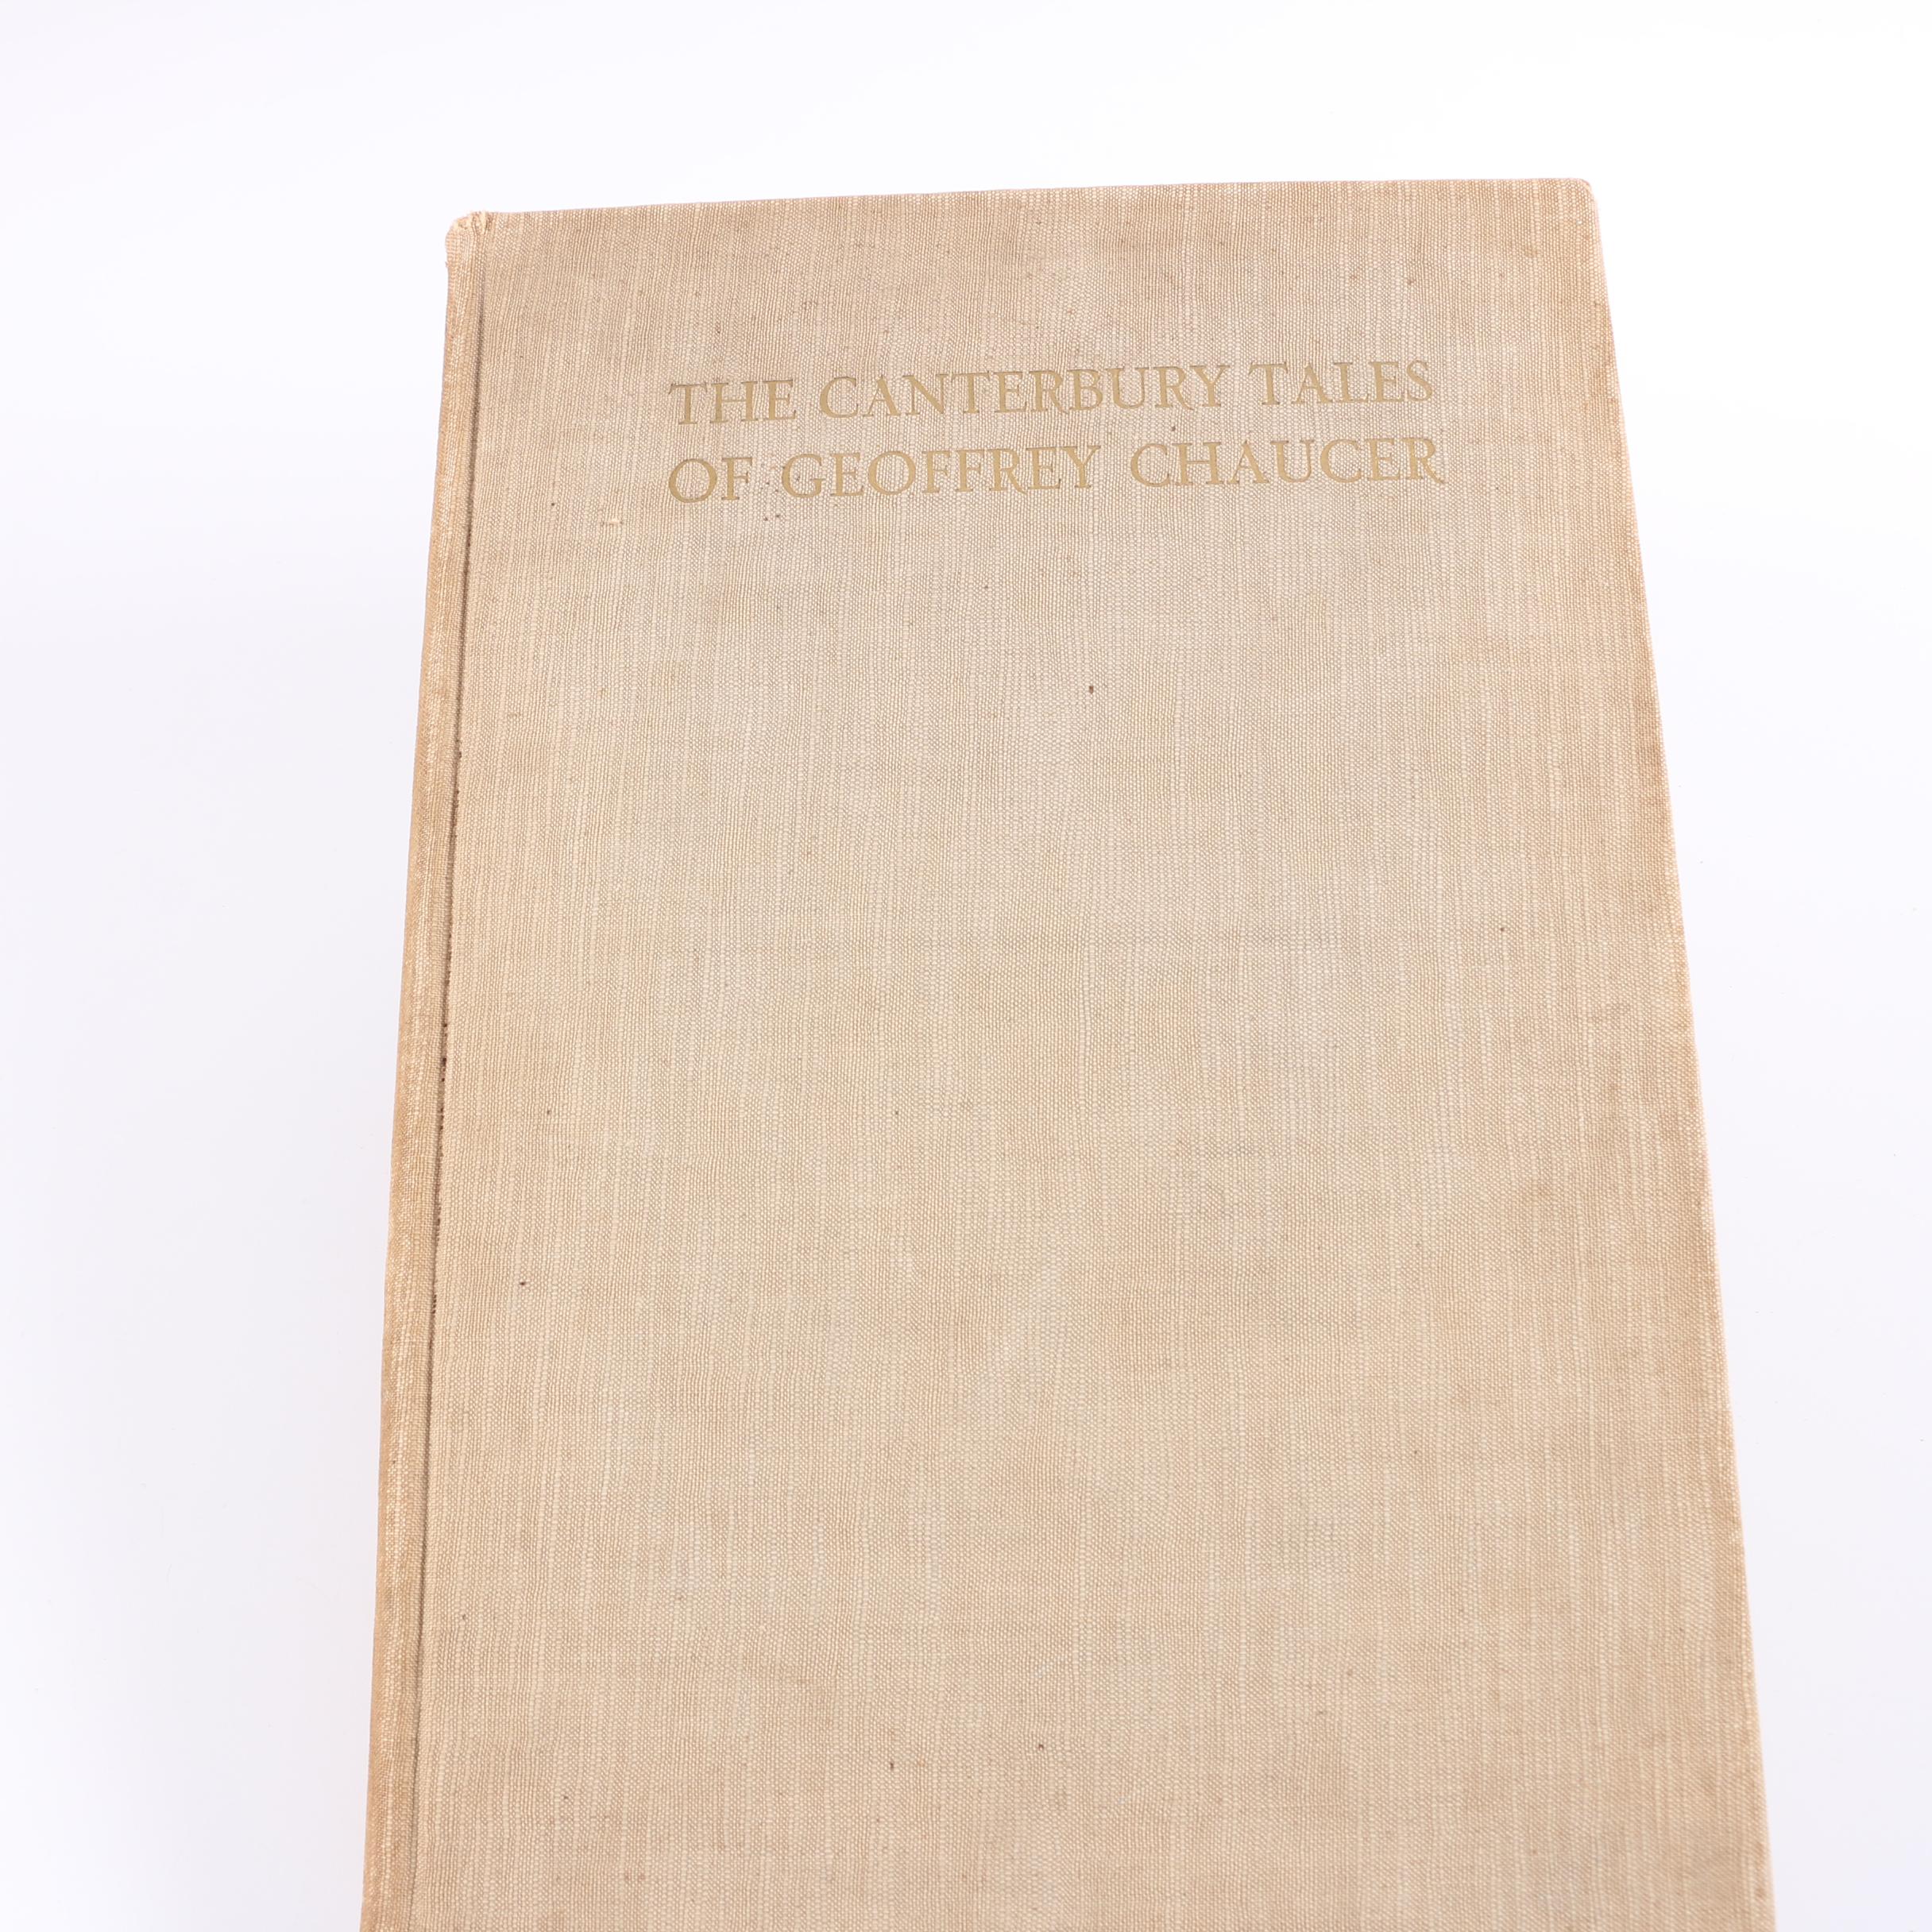 THE CANTERBURY TALES
OF GEOFFREY CHAUCER